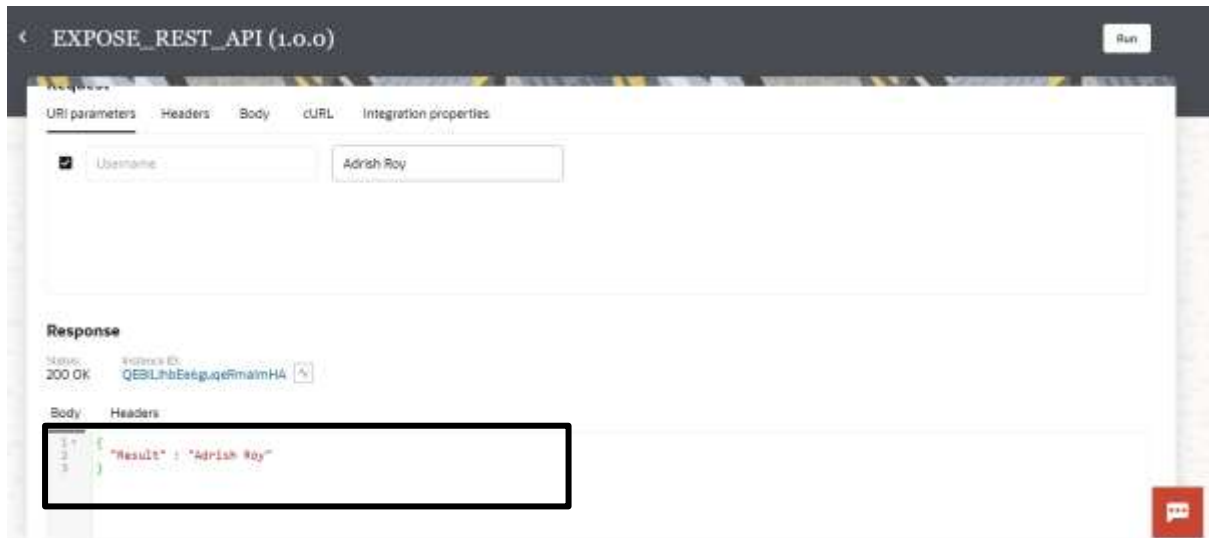 EXPOSE_REST_API (1.0.0)
Run
Request
URI parameters Headers Body cURL Integration properties
Username Adrish Roy
Response
Status: Instance ID:
200 OK
Body Headers
1 {
2 "Result" : "Adrish Roy"
3 }